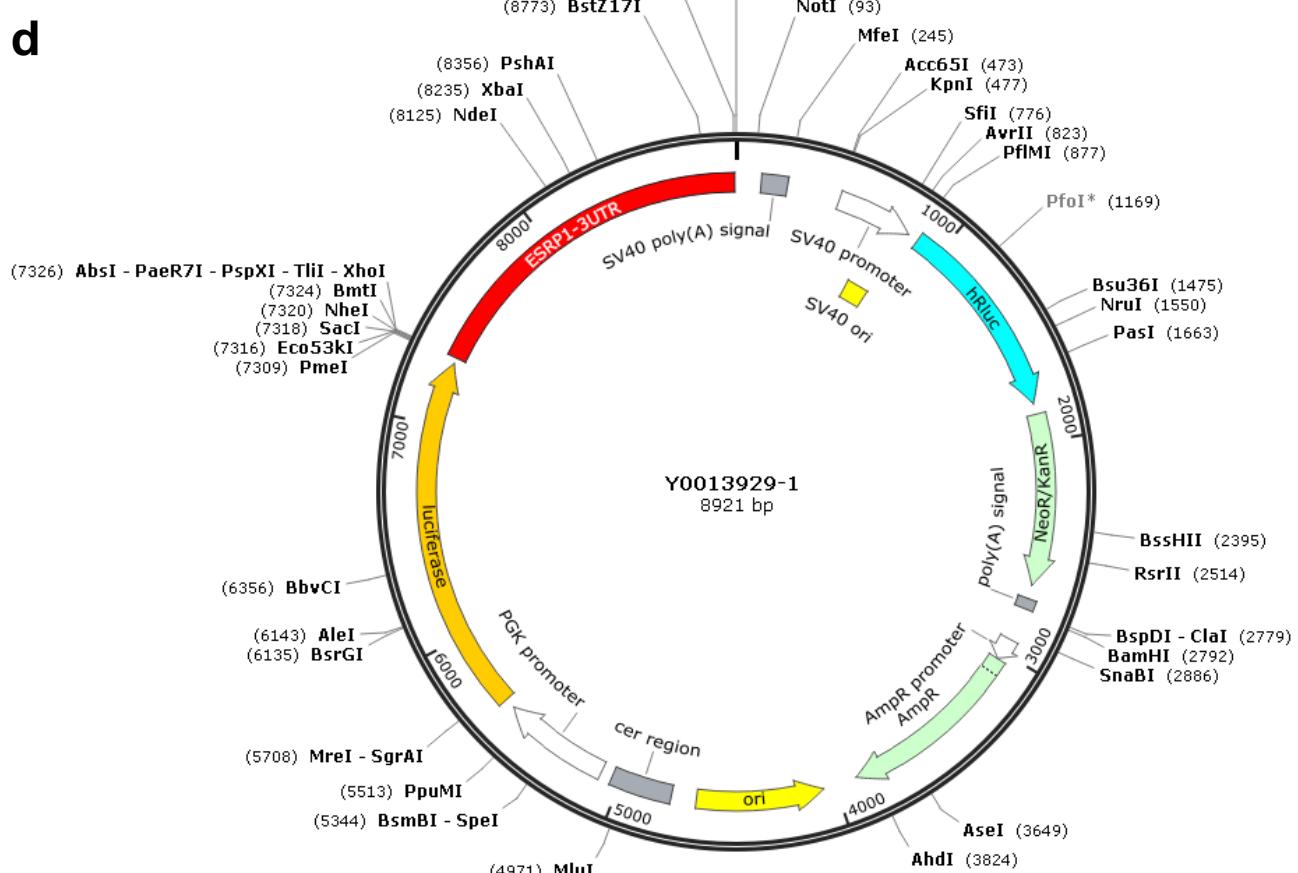 d
(8773) BstZ17I
NotI (93)
MfeI (245)
(8356) PshAI
Acc65I (473)
(8235) XbaI
KpnI (477)
(8125) NdeI
SfiI (776)
AvrII (823)
PflMI (877)
PfoI* (1169)
1000
8000
ESRP1-3UTR
SV40 poly(A) signal
SV40 promoter
SV40 ori
hRluc
(7326) AbsI - PaeR7I - PspXI - TliI - XhoI
(7324) BmtI
(7320) NheI
(7318) SacI
(7316) Eco53kI
(7309) PmeI
Bsu36I (1475)
NruI (1550)
PasI (1663)
2000
7000
Y0013929-1
8921 bp
NeoR/KanR
poly(A) signal
luciferase
BssHII (2395)
RsrII (2514)
(6356) BbvCI
(6143) AleI
(6135) BsrGI
BspDI - ClaI (2779)
BamHI (2792)
SnaBI (2886)
3000
6000
PGK promoter
AmpR promoter
AmpR
cer region
(5708) MreI - SgrAI
(5513) PpuMI
(5344) BsmBI - SpeI
ori
5000
4000
AseI (3649)
AhdI (3824)
(4971) MluI